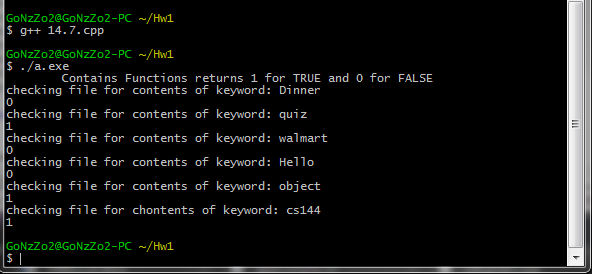 GoNzZo2@GoNzZo2-PC ~/Hw1
$ g++ 14.7.cpp
GoNzZo2@GoNzZo2-PC ~/Hw1
$ ./a.exe
Contains Functions returns 1 for TRUE and 0 for FALSE
checking file for contents of keyword: Dinner
0
checking file for contents of keyword: quiz
1
checking file for contents of keyword: walmart
0
checking file for contents of keyword: Hello
0
checking file for contents of keyword: object
1
checking file for chontents of keyword: cs144
1
GoNzZo2@GoNzZo2-PC ~/Hw1
$